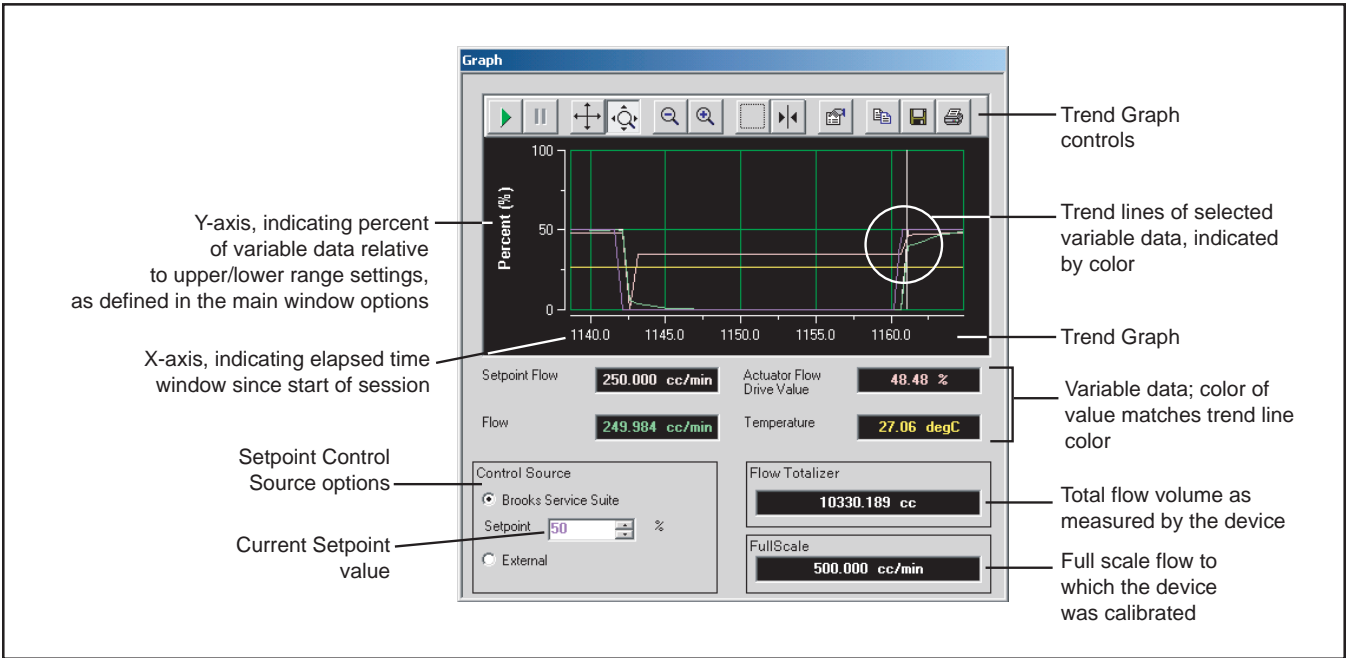 Graph
Trend Graph
controls
100
50
0
Percent (%)
1140.0 1145.0 1150.0 1155.0 1160.0
Y-axis, indicating percent
of variable data relative
to upper/lower range settings,
as defined in the main window options
Trend lines of selected
variable data, indicated
by color
X-axis, indicating elapsed time
window since start of session
Trend Graph
Setpoint Flow
250.000 cc/min
Actuator Flow
Drive Value
48.48 %
Flow
249.984 cc/min
Temperature
27.06 degC
Variable data; color of
value matches trend line
color
Setpoint Control
Source options
Control Source
Brooks Service Suite
Setpoint 50 %
External
Current Setpoint
value
Flow Totalizer
10330.189 cc
Total flow volume as
measured by the device
FullScale
500.000 cc/min
Full scale flow to
which the device
was calibrated